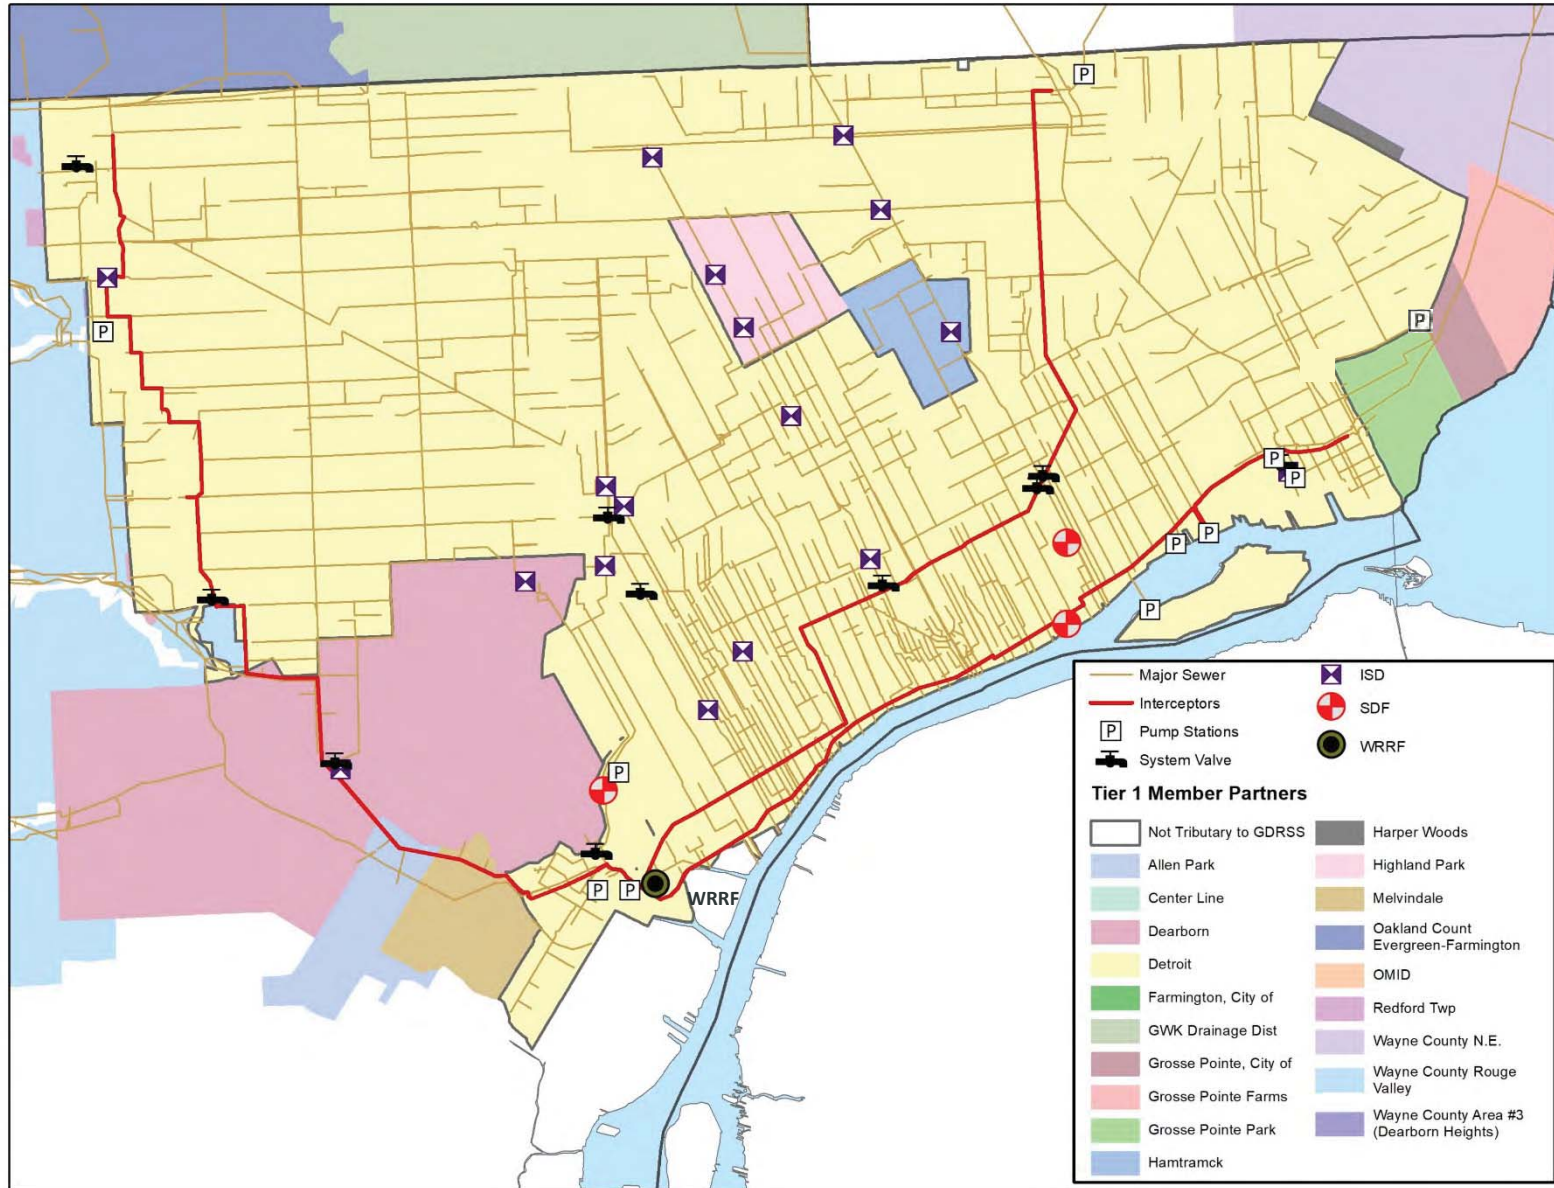 P
P
P
P
P
P
P
P
P
P
P
WRRF
Major Sewer
Interceptors
P Pump Stations
System Valve
ISD
SDF
WRRF
Tier 1 Member Partners
Not Tributary to GDRSS
Allen Park
Center Line
Dearborn
Detroit
Farmington, City of
GWK Drainage Dist
Grosse Pointe, City of
Grosse Pointe Farms
Grosse Pointe Park
Hamtramck
Harper Woods
Highland Park
Melvindale
Oakland Count
Evergreen-Farmington
OMID
Redford Twp
Wayne County N.E.
Wayne County Rouge
Valley
Wayne County Area #3
(Dearborn Heights)